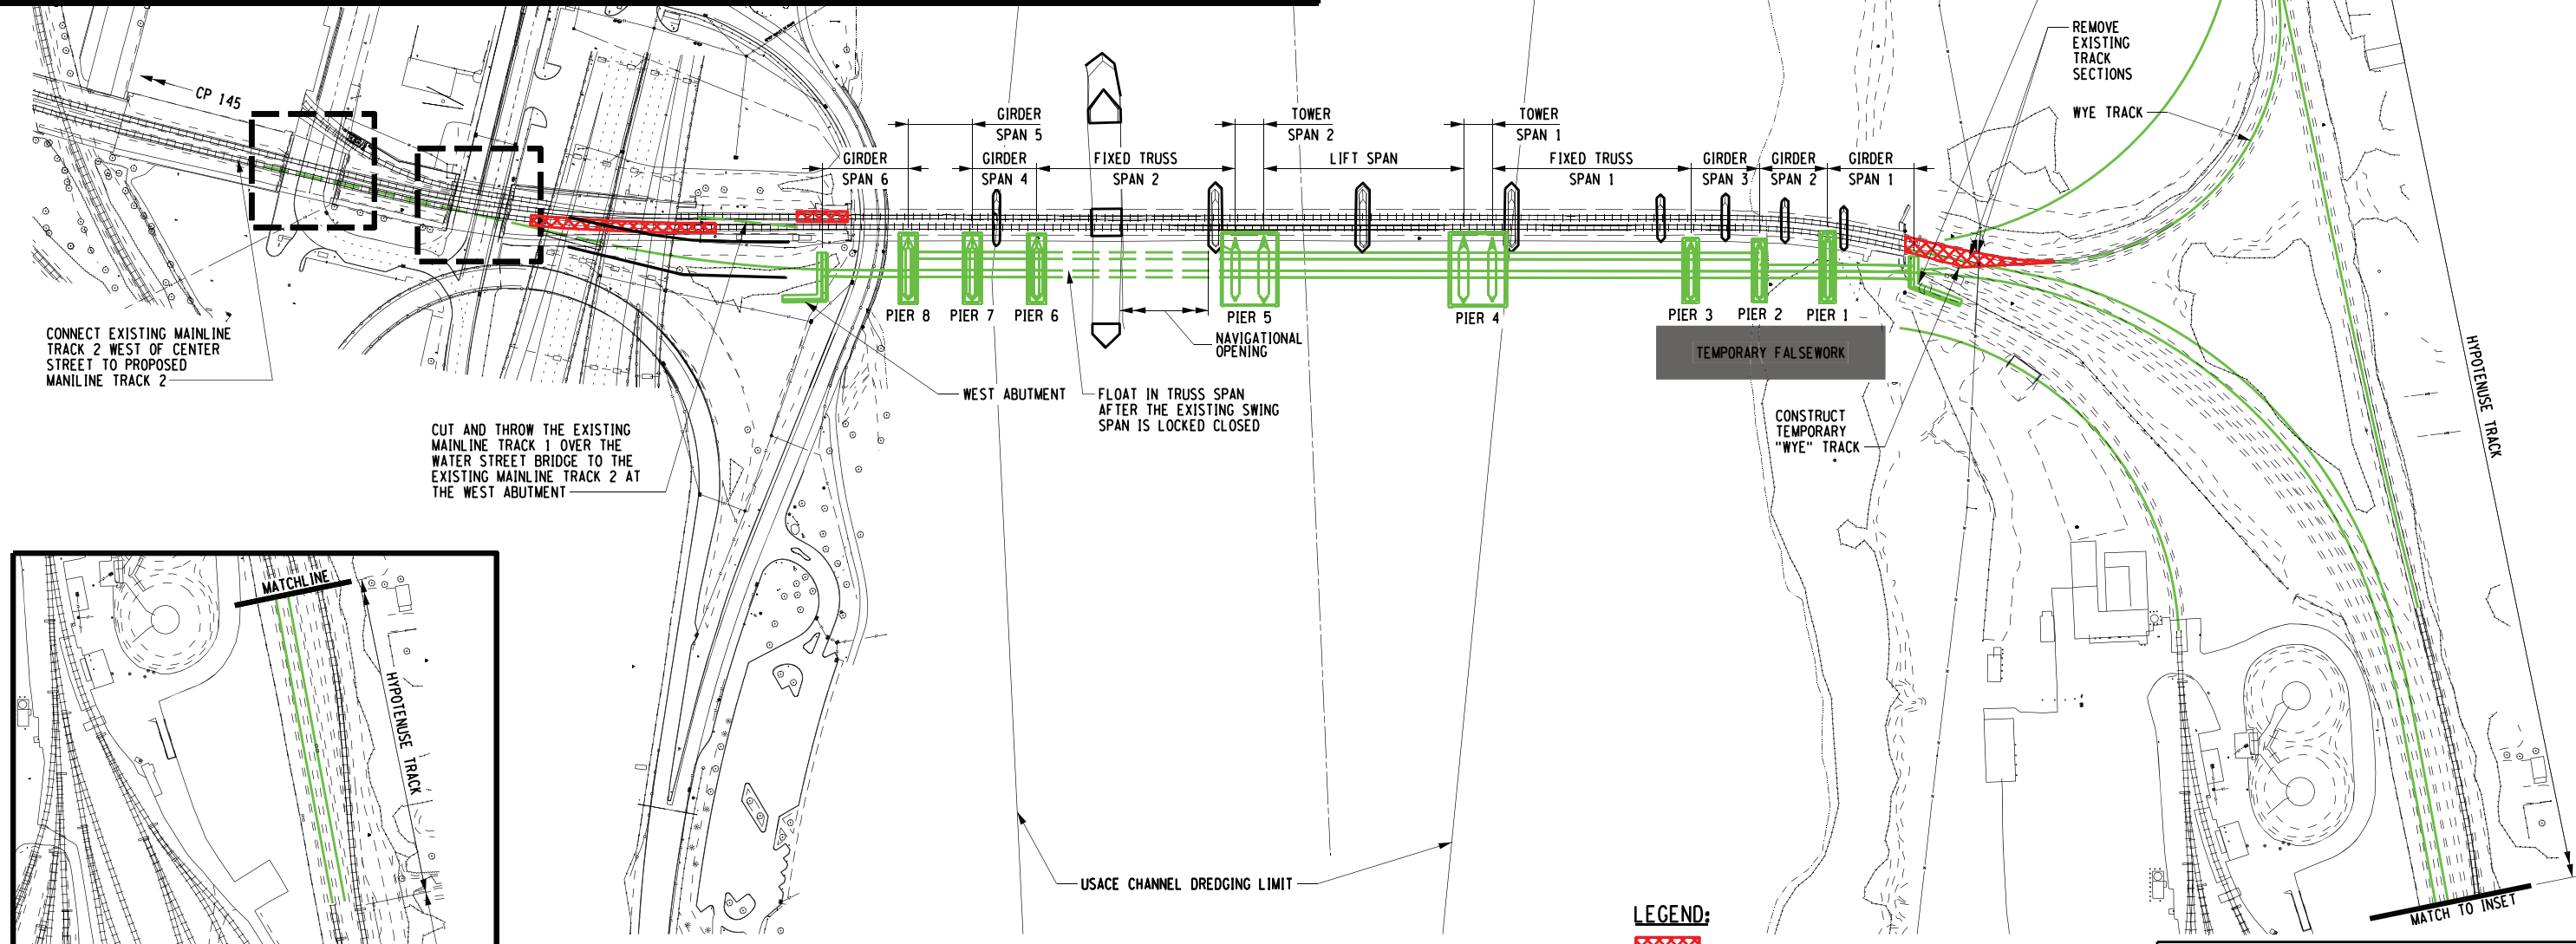 CP 145
REMOVE
EXISTING
TRACK
SECTIONS
WYE TRACK
GIRDER
SPAN 5
TOWER
SPAN 2
TOWER
SPAN 1
GIRDER
SPAN 6
GIRDER
SPAN 4
FIXED TRUSS
SPAN 2
LIFT SPAN
FIXED TRUSS
SPAN 1
GIRDER
SPAN 3
GIRDER
SPAN 2
GIRDER
SPAN 1
PIER 8
PIER 7
PIER 6
PIER 5
PIER 4
PIER 3
PIER 2
PIER 1
NAVIGATIONAL
OPENING
TEMPORARY FALSEWORK
CONNECT EXISTING MAINLINE
TRACK 2 WEST OF CENTER
STREET TO PROPOSED
MANILINE TRACK 2
WEST ABUTMENT
FLOAT IN TRUSS SPAN
AFTER THE EXISTING SWING
SPAN IS LOCKED CLOSED
CUT AND THROW THE EXISTING
MAINLINE TRACK 1 OVER THE
WATER STREET BRIDGE TO THE
EXISTING MAINLINE TRACK 2 AT
THE WEST ABUTMENT
CONSTRUCT
TEMPORARY
"WYE" TRACK
HYPOTENUSE TRACK
MATCHLINE
HYPOTENUSE TRACK
USACE CHANNEL DREDGING LIMIT
LEGEND:
MATCH TO INSET